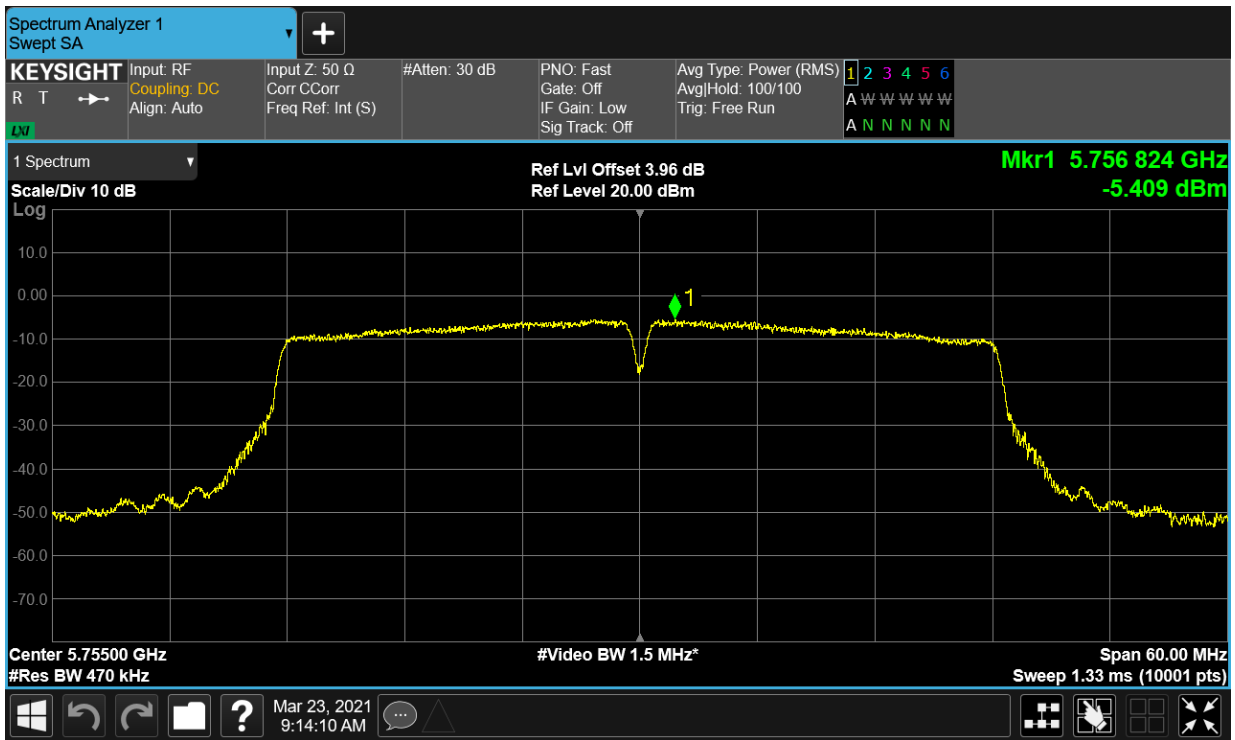 Spectrum Analyzer 1
Swept SA
KEYSIGHT
R T
LXI
Input: RF
Coupling: DC
Align: Auto
Input Z: 50 Ω
Corr CCorr
Freq Ref: Int (S)
#Atten: 30 dB
PNO: Fast
Gate: Off
IF Gain: Low
Sig Track: Off
Avg Type: Power (RMS)
Avg|Hold: 100/100
Trig: Free Run
1 2 3 4 5 6
A W W W W W
A N N N N N
1 Spectrum
Scale/Div 10 dB
Log
Ref Lvl Offset 3.96 dB
Ref Level 20.00 dBm
Mkr1 5.756 824 GHz
-5.409 dBm
10.0
0.00
-10.0
-20.0
-30.0
-40.0
-50.0
-60.0
-70.0
1
Center 5.75500 GHz
#Res BW 470 kHz
#Video BW 1.5 MHz*
Span 60.00 MHz
Sweep 1.33 ms (10001 pts)
?
Mar 23, 2021
9:14:10 AM